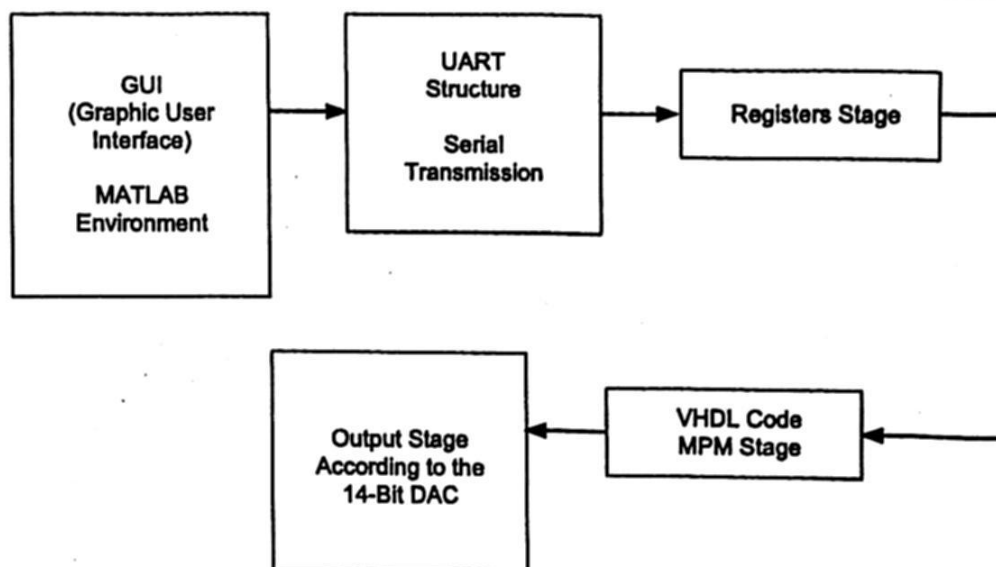 GUI
(Graphic User
Interface)
MATLAB
Environment
UART
Structure
Serial
Transmission
Registers Stage
VHDL Code
MPM Stage
Output Stage
According to the
14-Bit DAC